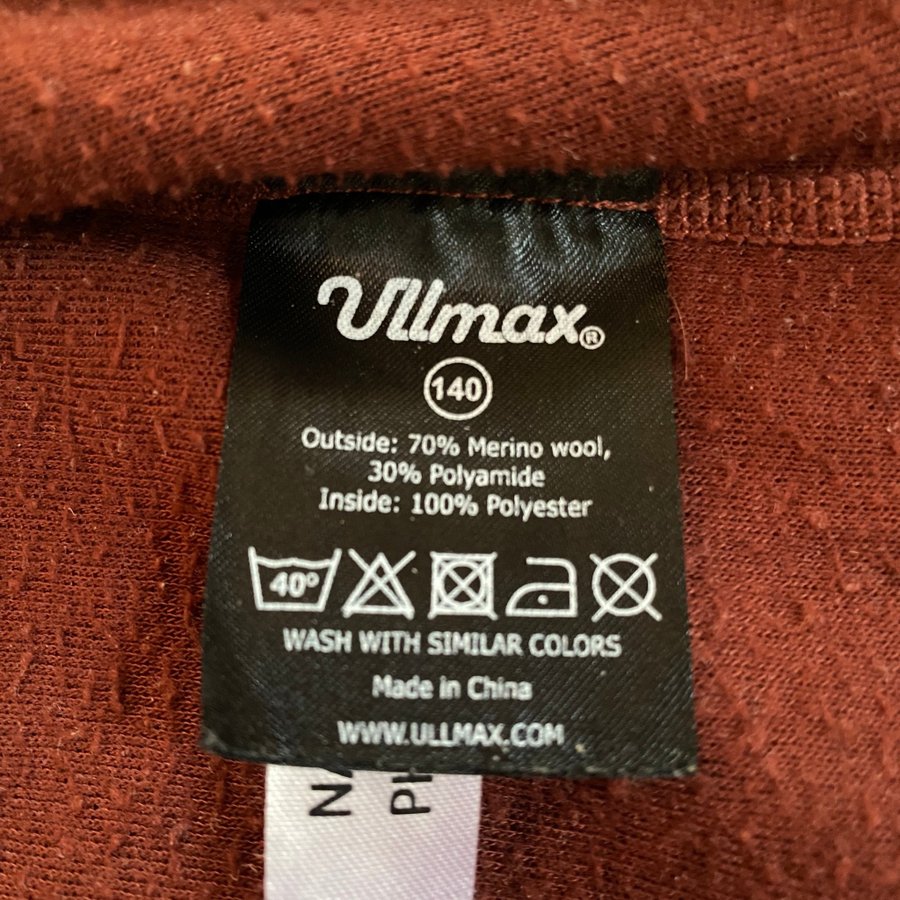 Ullmax®
140
Outside: 70% Merino wool,
30% Polyamide
Inside: 100% Polyester
40°
WASH WITH SIMILAR COLORS
Made in China
WWW.ULLMAX.COM